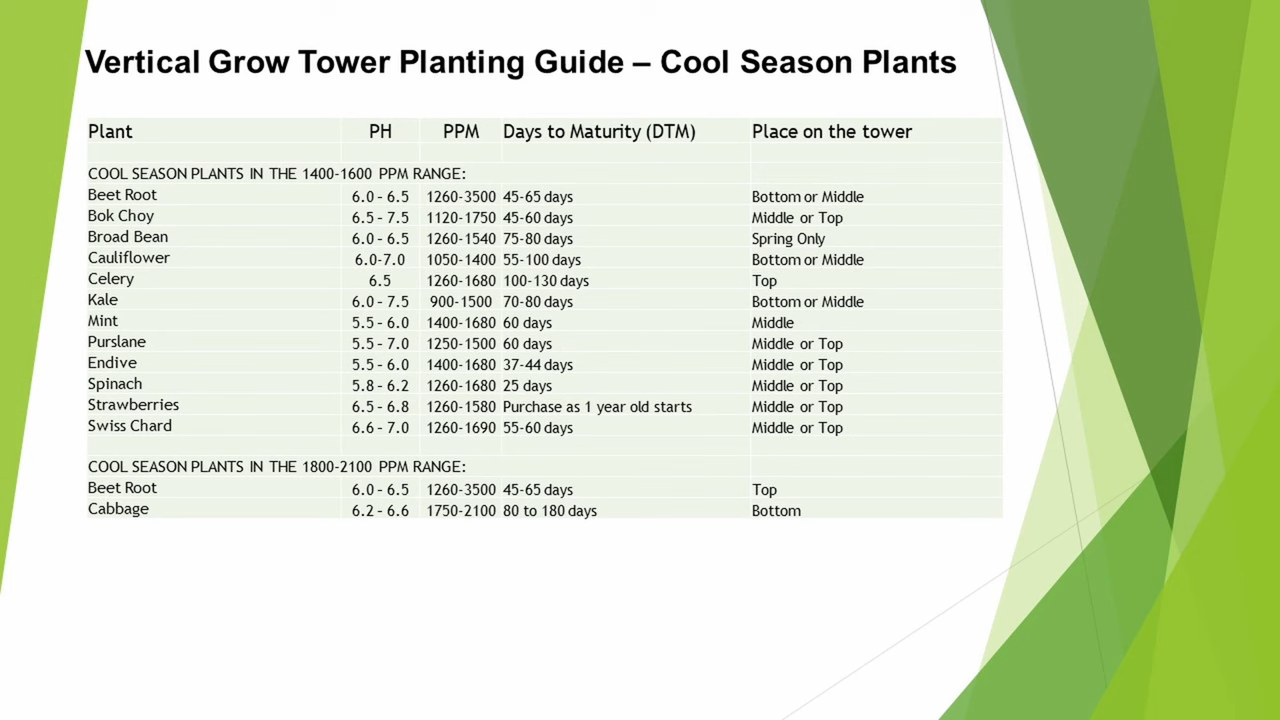 Vertical Grow Tower Planting Guide – Cool Season Plants
Plant PH PPM Days to Maturity (DTM) Place on the tower
COOL SEASON PLANTS IN THE 1400-1600 PPM RANGE:
Beet Root 6.0 – 6.5 1260-3500 45-65 days Bottom or Middle
Bok Choy 6.5 – 7.5 1120-1750 45-60 days Middle or Top
Broad Bean 6.0 – 6.5 1260-1540 75-80 days Spring Only
Cauliflower 6.0-7.0 1050-1400 55-100 days Bottom or Middle
Celery 6.5 1260-1680 100-130 days Top
Kale 6.0 – 7.5 900-1500 70-80 days Bottom or Middle
Mint 5.5 – 6.0 1400-1680 60 days Middle
Purslane 5.5 – 7.0 1250-1500 60 days Middle or Top
Endive 5.5 – 6.0 1400-1680 37-44 days Middle or Top
Spinach 5.8 – 6.2 1260-1680 25 days Middle or Top
Strawberries 6.5 – 6.8 1260-1580 Purchase as 1 year old starts Middle or Top
Swiss Chard 6.6 – 7.0 1260-1690 55-60 days Middle or Top
COOL SEASON PLANTS IN THE 1800-2100 PPM RANGE:
Beet Root 6.0 – 6.5 1260-3500 45-65 days Top
Cabbage 6.2 – 6.6 1750-2100 80 to 180 days Bottom